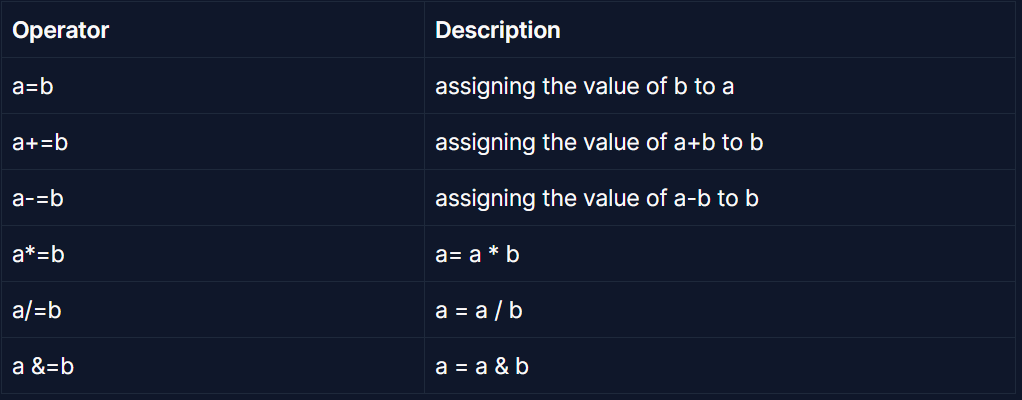 Operator Description
a=b assigning the value of b to a
a+=b assigning the value of a+b to b
a-=b assigning the value of a-b to b
a*=b a= a * b
a/=b a = a / b
a &=b a = a & b